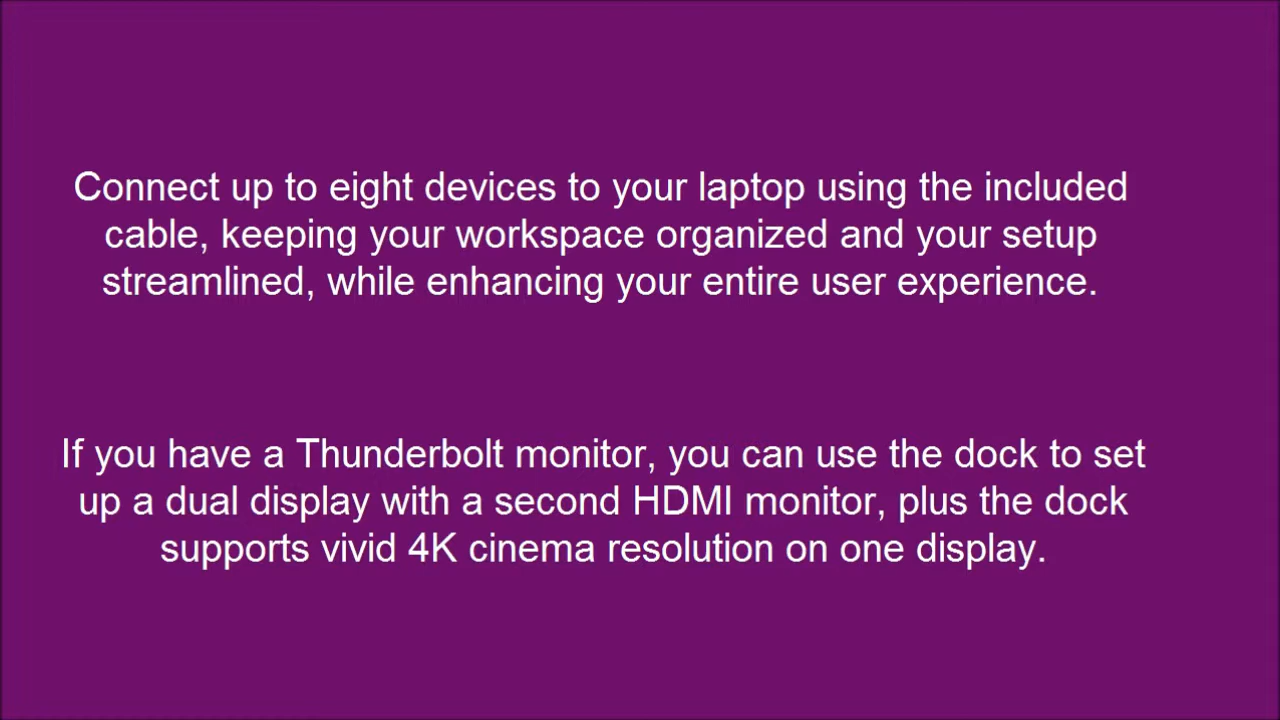 Connect up to eight devices to your laptop using the included
cable, keeping your workspace organized and your setup
streamlined, while enhancing your entire user experience.
If you have a Thunderbolt monitor, you can use the dock to set
up a dual display with a second HDMI monitor, plus the dock
supports vivid 4K cinema resolution on one display.